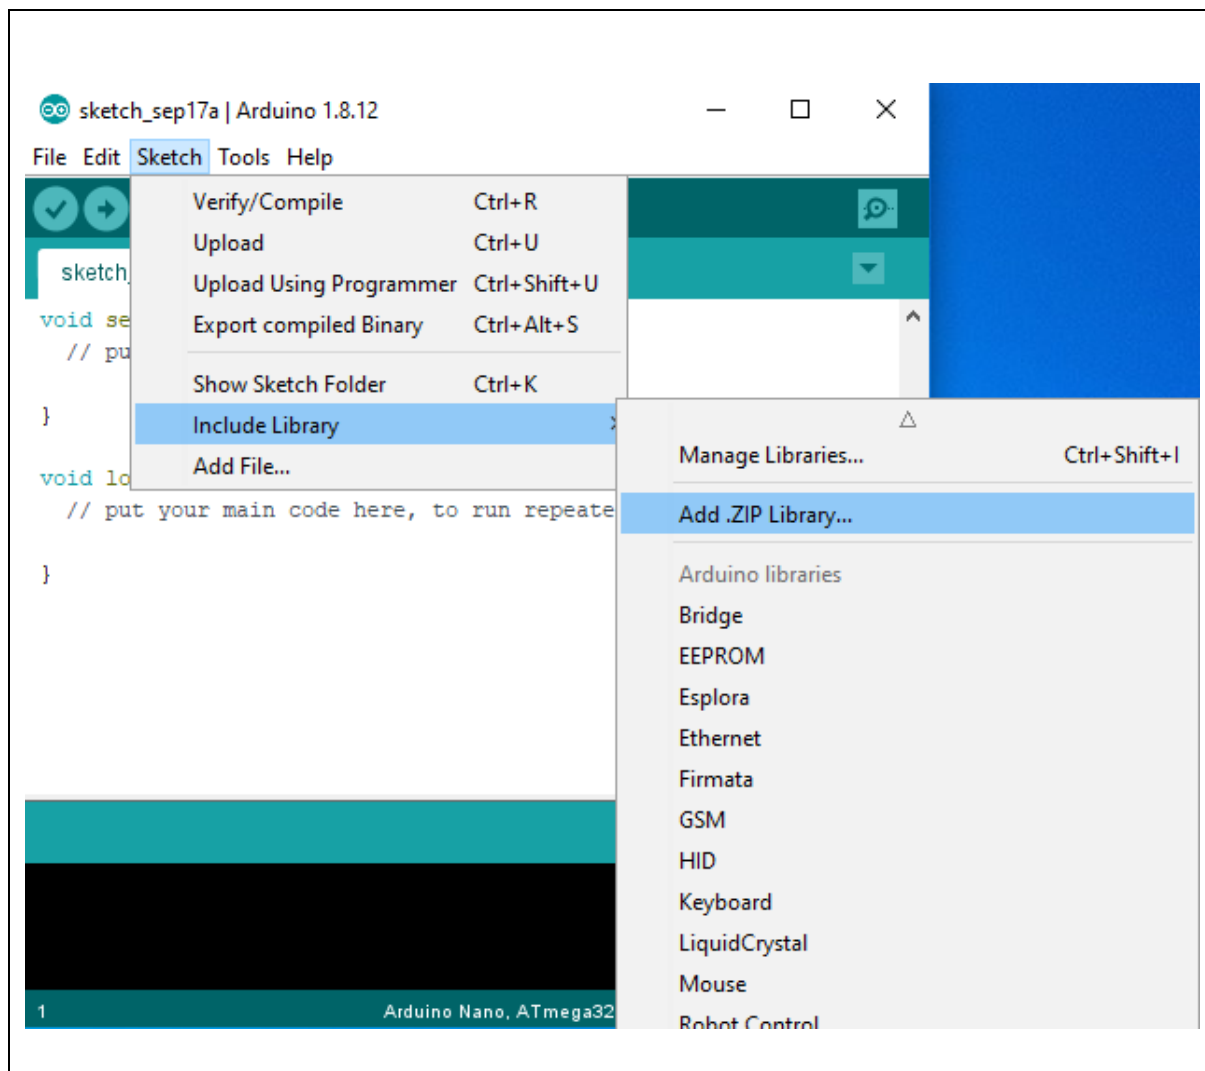 sketch_sep17a | Arduino 1.8.12
File Edit Sketch Tools Help
Verify/Compile Ctrl+R
Upload Ctrl+U
Upload Using Programmer Ctrl+Shift+U
Export compiled Binary Ctrl+Alt+S
Show Sketch Folder Ctrl+K
Include Library
Add File...
sketch_
void se
// pu
}
void lo
// put your main code here, to run repeate
}
Manage Libraries... Ctrl+Shift+I
Add .ZIP Library...
Arduino libraries
Bridge
EEPROM
Esplora
Ethernet
Firmata
GSM
HID
Keyboard
LiquidCrystal
Mouse
Robot Control
1 Arduino Nano, ATmega32